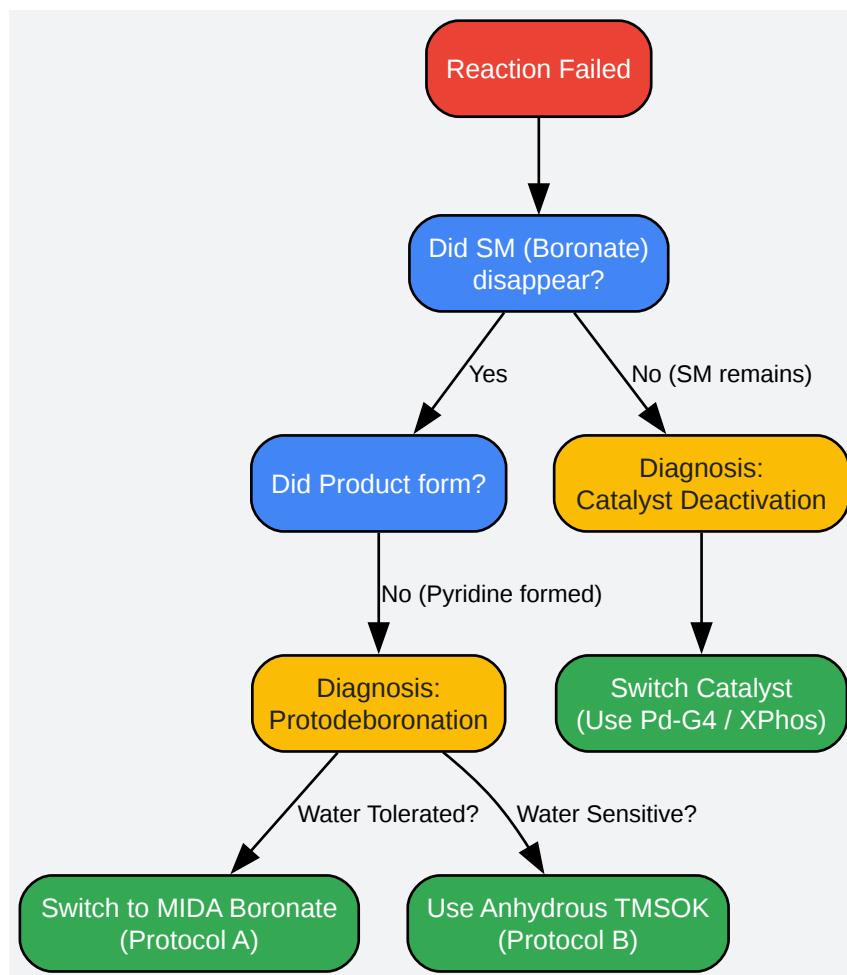 Reaction Failed
Did SM (Boronate)
disappear?
Yes
No (SM remains)
Did Product form?
Diagnosis:
Catalyst Deactivation
No (Pyridine formed)
Diagnosis:
Protodeboronation
Switch Catalyst
(Use Pd-G4 / XPhos)
Water Tolerated?
Water Sensitive?
Switch to MIDA Boronate
(Protocol A)
Use Anhydrous TMSOK
(Protocol B)